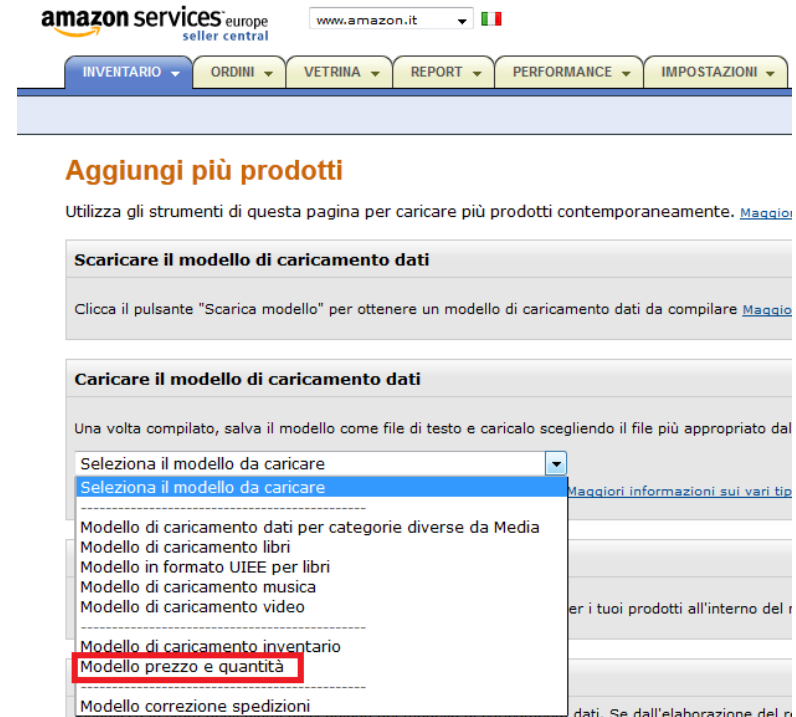 amazon services europe
seller central
www.amazon.it
INVENTARIO
ORDINI
VETRINA
REPORT
PERFORMANCE
IMPOSTAZIONI
Aggiungi più prodotti
Utilizza gli strumenti di questa pagina per caricare più prodotti contemporaneamente.
Scaricare il modello di caricamento dati
Clicca il pulsante "Scarica modello" per ottenere un modello di caricamento dati da compilare
Caricare il modello di caricamento dati
Una volta compilato, salva il modello come file di testo e caricalo scegliendo il file più appropriato dal
Seleziona il modello da caricare
Seleziona il modello da caricare
Maggiori informazioni sui vari tip
Modello di caricamento dati per categorie diverse da Media
Modello di caricamento libri
Modello in formato UIEE per libri
Modello di caricamento musica
Modello di caricamento video
er i tuoi prodotti all'interno del
Modello di caricamento inventario
Modello prezzo e quantità
Modello correzione spedizioni
dati. Se dall'elaborazione del